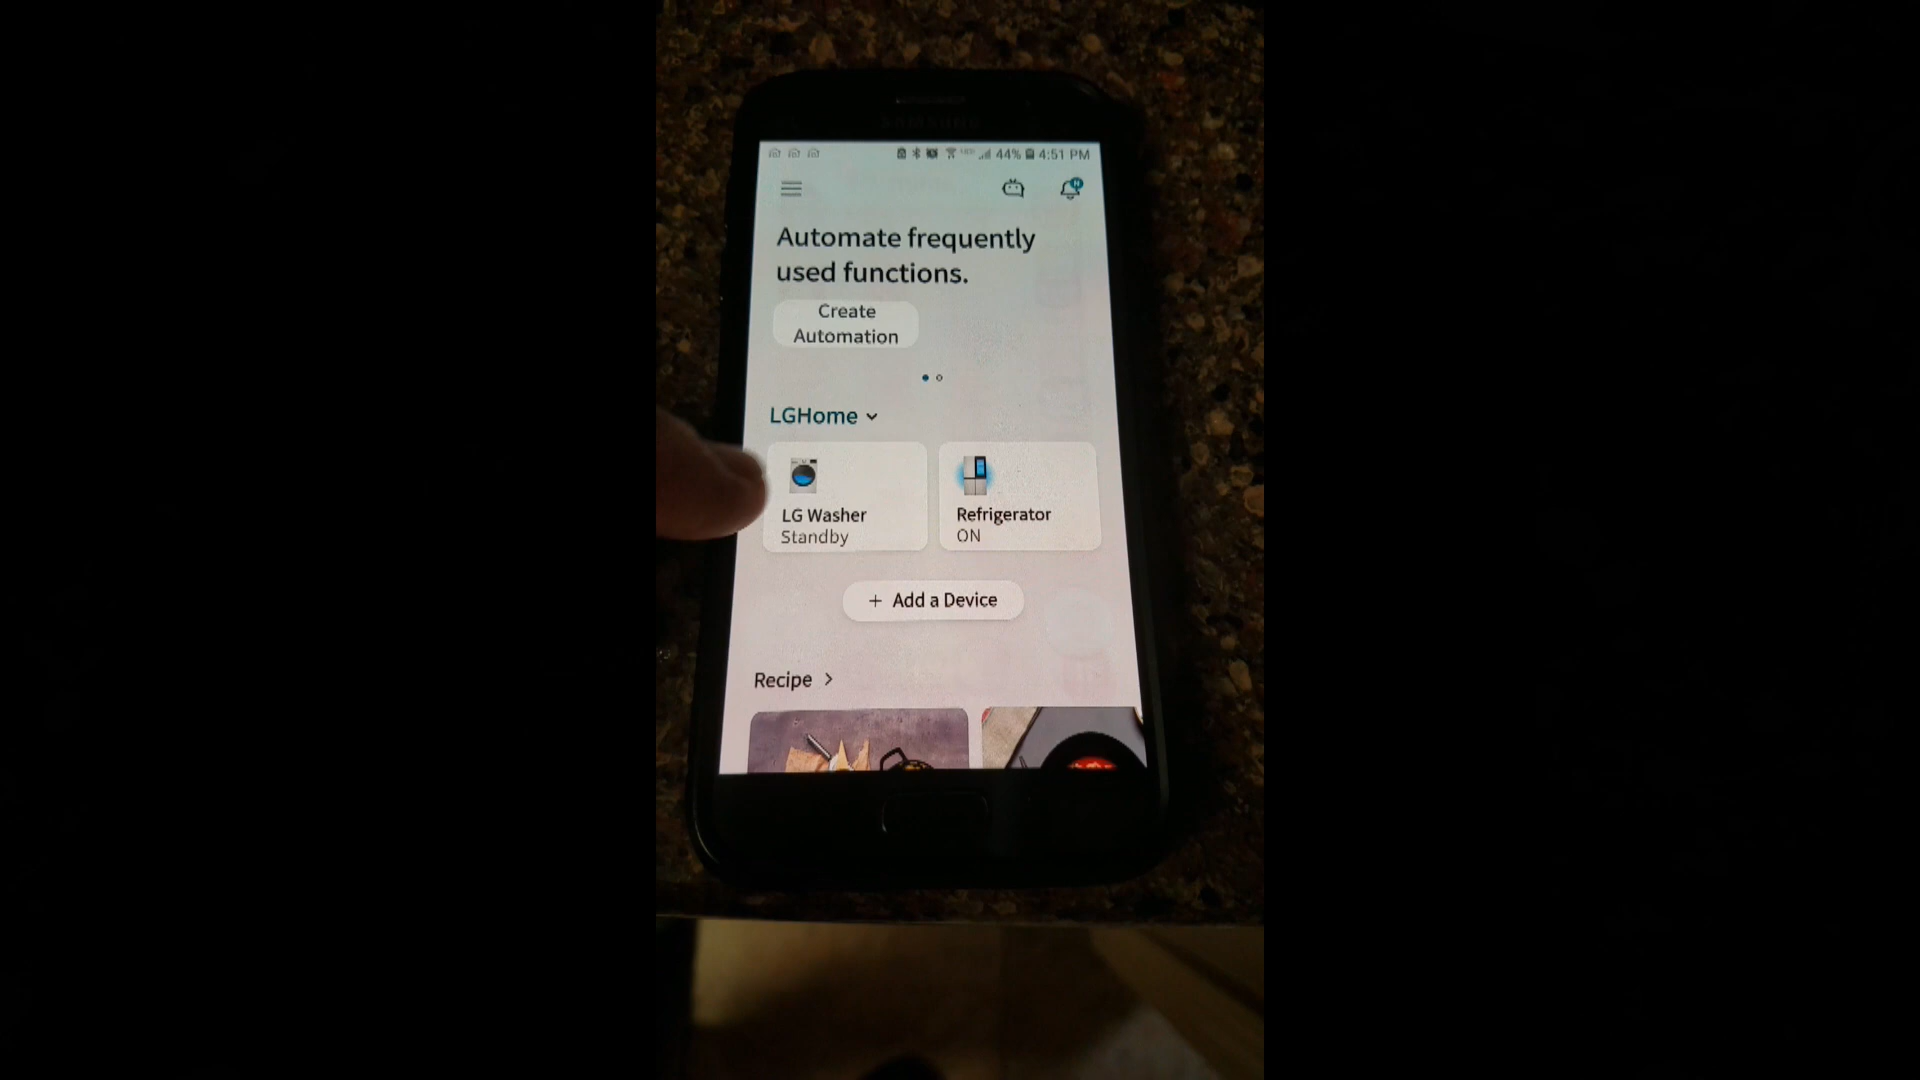 SAMSUNG
44% 4:51 PM
N
Automate frequently
used functions.
Create
Automation
LGHome
LG Washer
Standby
Refrigerator
ON
+ Add a Device
Recipe >